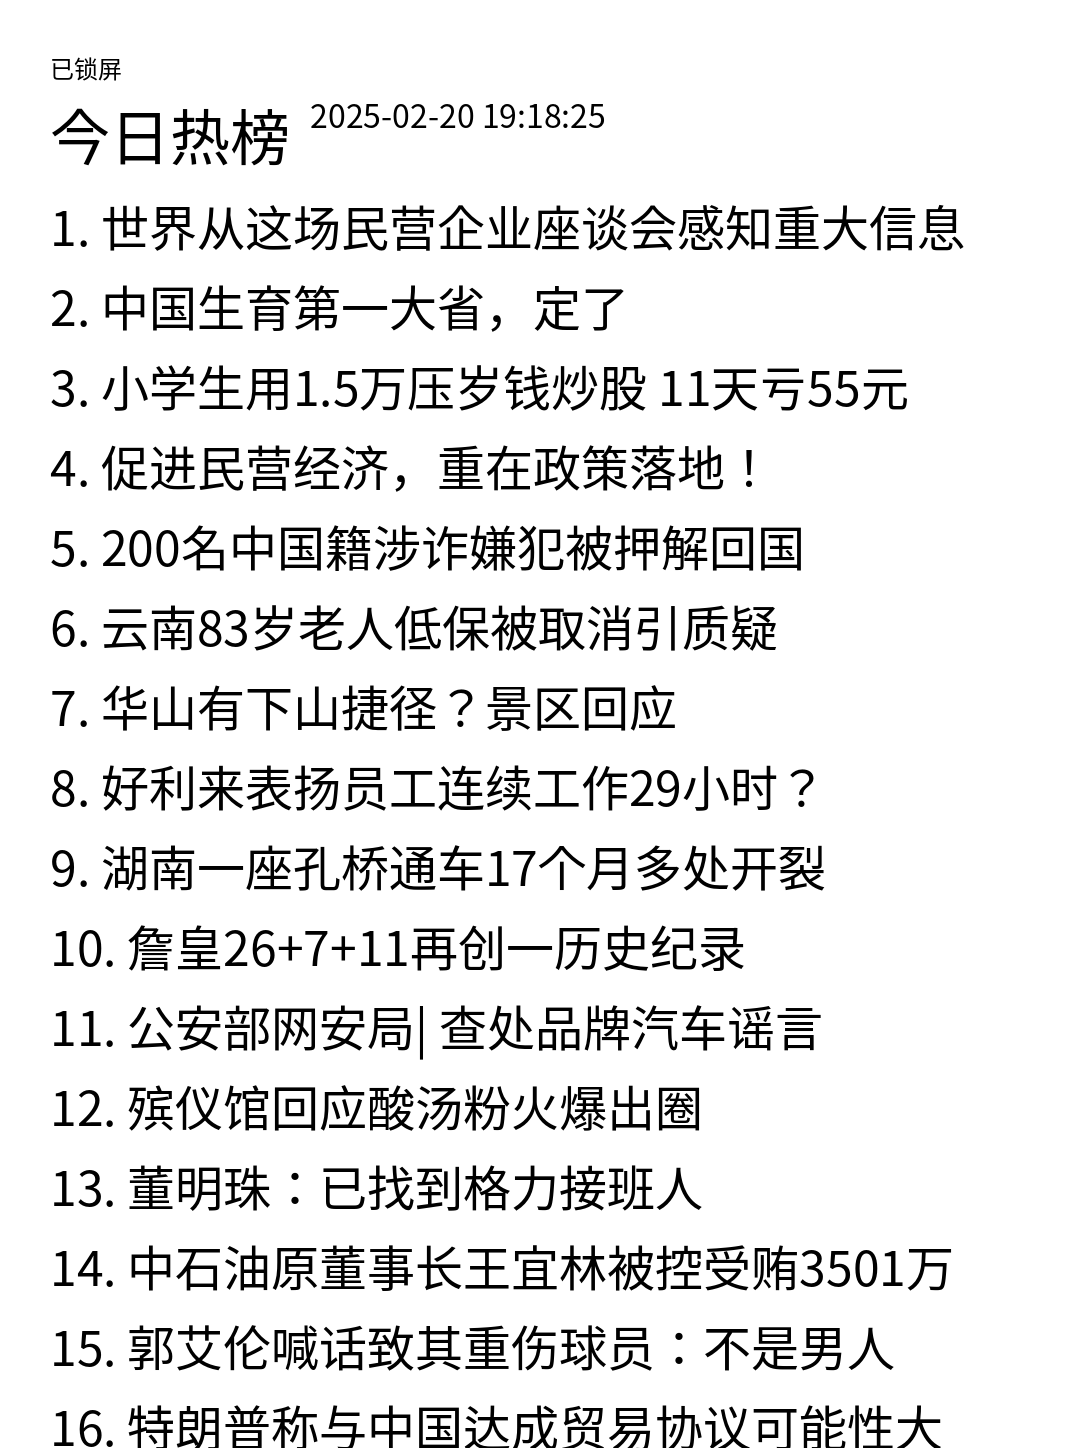 已锁屏
今日热榜 2025-02-20 19:18:25
1. 世界从这场民营企业座谈会感知重大信息
2. 中国生育第一大省，定了
3. 小学生用1.5万压岁钱炒股 11天亏55元
4. 促进民营经济，重在政策落地！
5. 200名中国籍涉诈嫌犯被押解回国
6. 云南83岁老人低保被取消引质疑
7. 华山有下山捷径？景区回应
8. 好利来表扬员工连续工作29小时？
9. 湖南一座孔桥通车17个月多处开裂
10. 詹皇26+7+11再创一历史纪录
11. 公安部网安局| 查处品牌汽车谣言
12. 殡仪馆回应酸汤粉火爆出圈
13. 董明珠：已找到格力接班人
14. 中石油原董事长王宜林被控受贿3501万
15. 郭艾伦喊话致其重伤球员：不是男人
16. 特朗普称与中国达成贸易协议可能性大